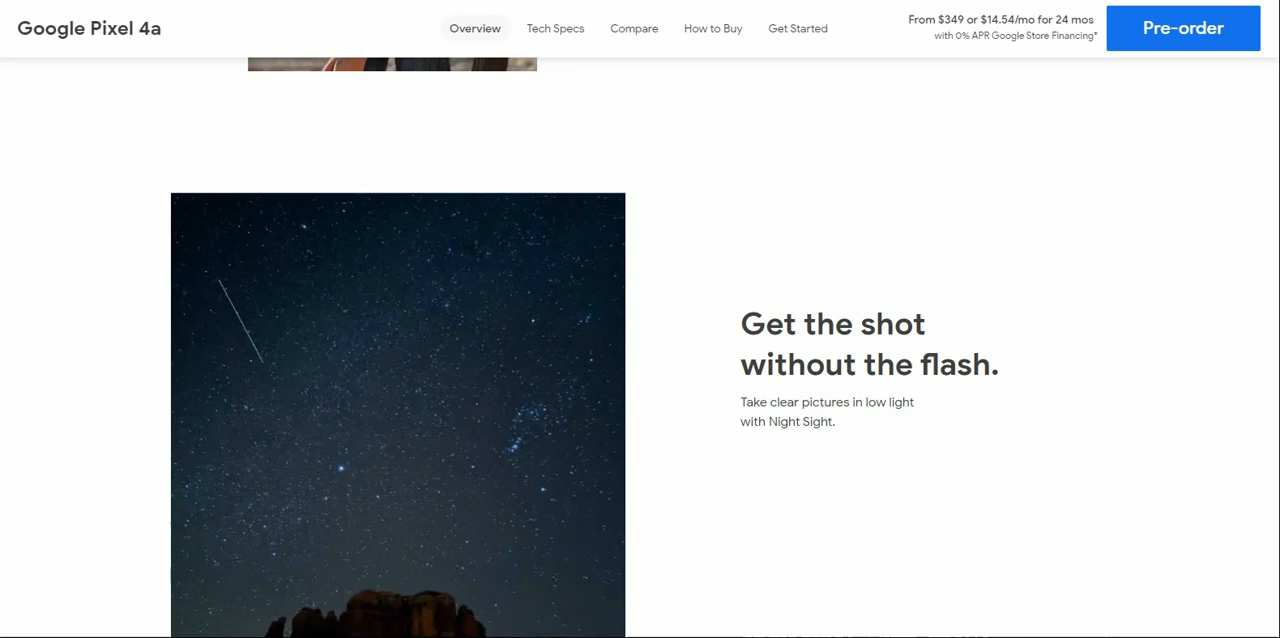 Google Pixel 4a
Overview
Tech Specs
Compare
How to Buy
Get Started
From $349 or $14.54/mo for 24 mos
with 0% APR Google Store Financing*
Pre-order
Get the shot
without the flash.
Take clear pictures in low light
with Night Sight.